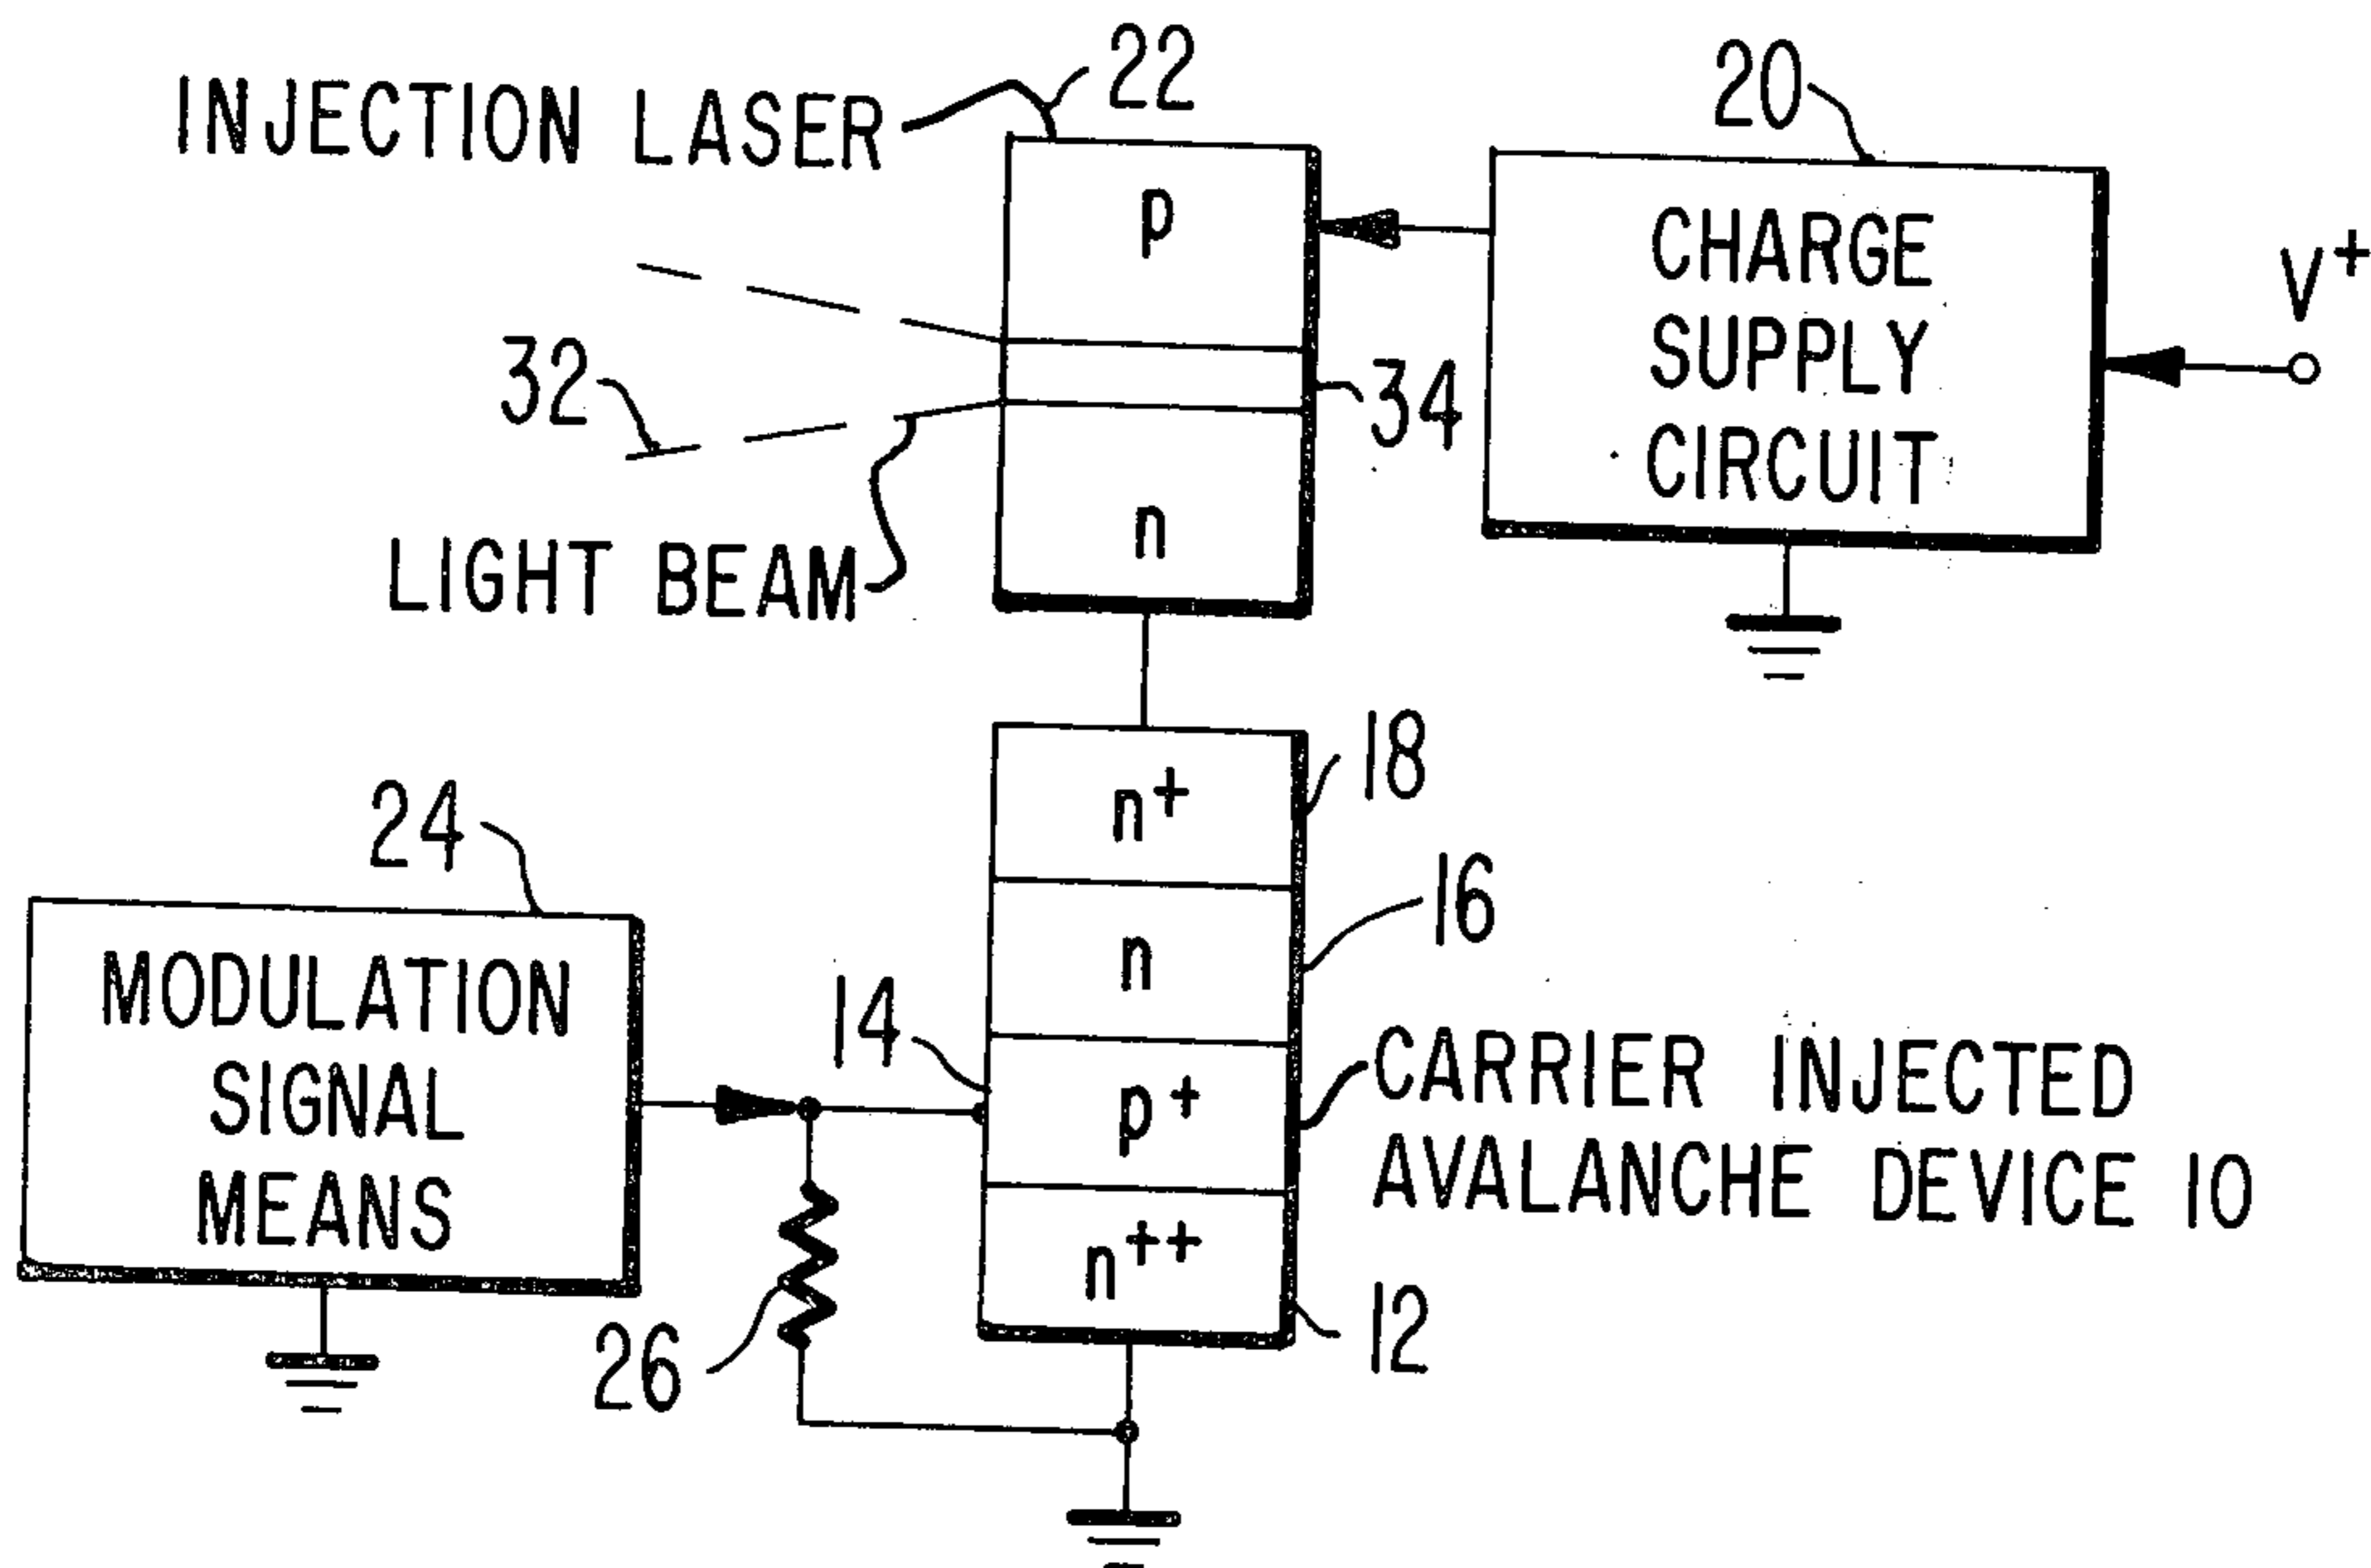 22
INJECTION LASER
20
p
CHARGE
SUPPLY
CIRCUIT
V+
32
34
n
LIGHT BEAM
n+
18
24
n
16
MODULATION
SIGNAL
MEANS
14
p+
CARRIER INJECTED
AVALANCHE DEVICE 10
n++
26
12